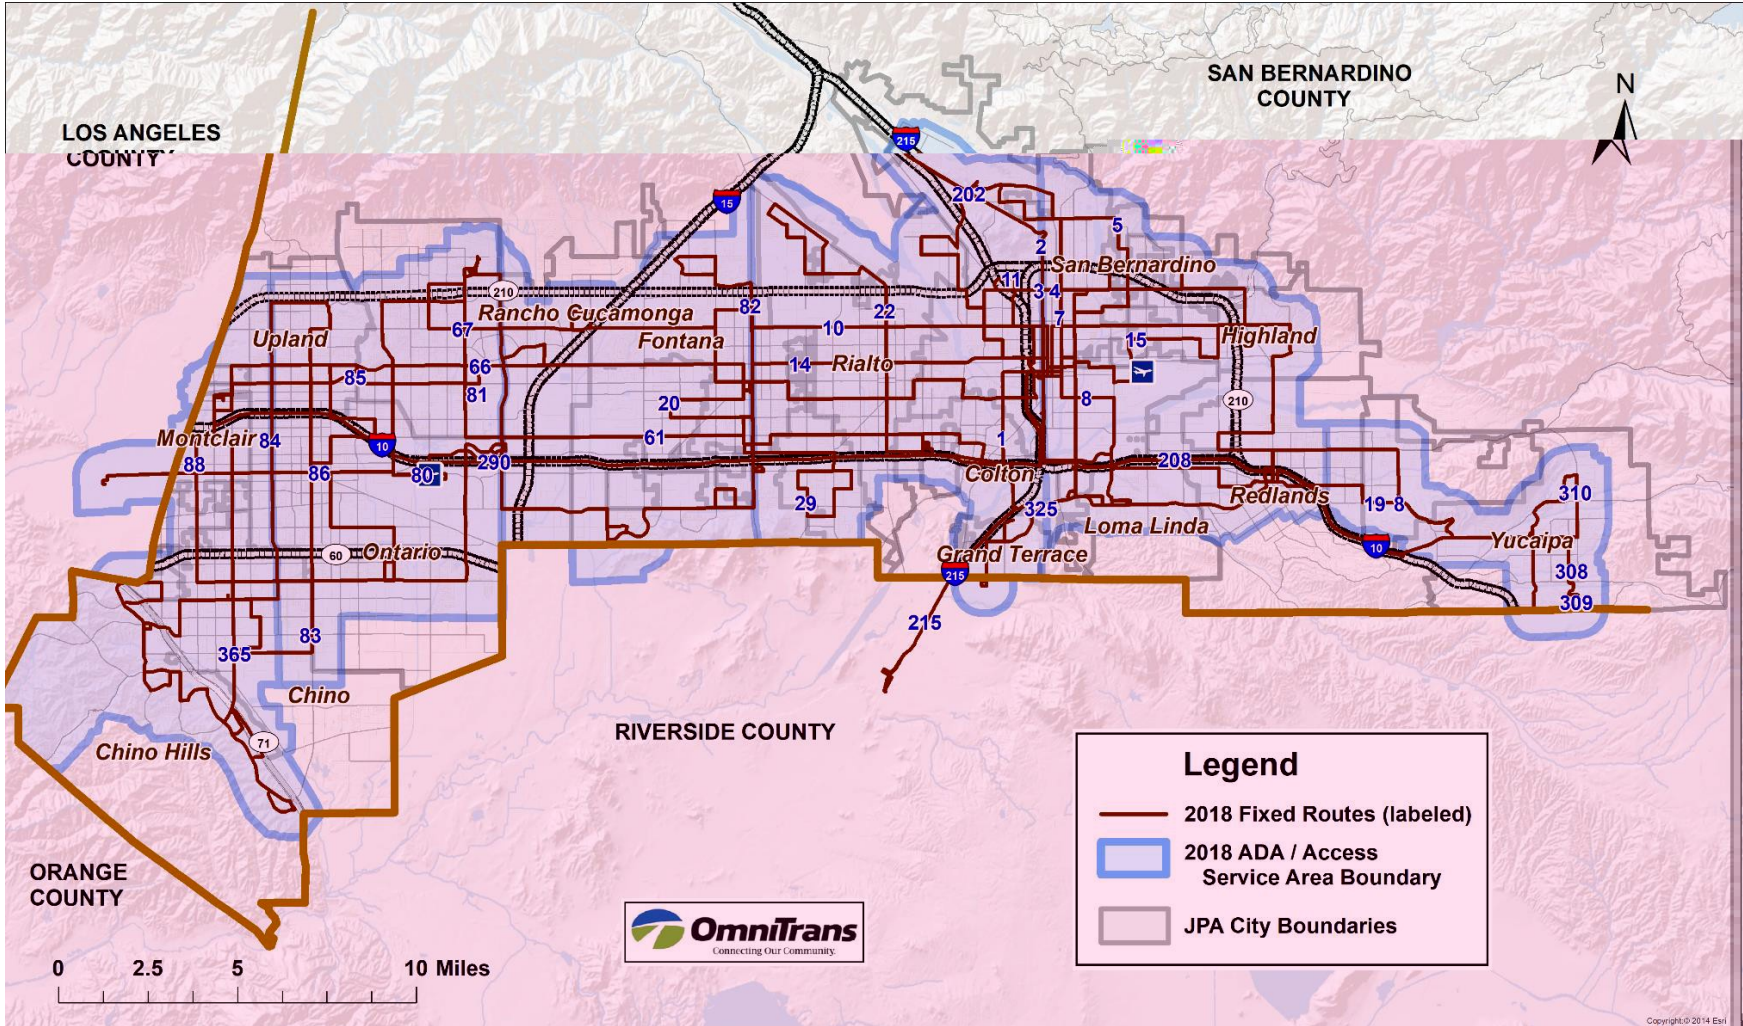 SAN BERNARDINO
COUNTY
N
LOS ANGELES
COUNTY
215
15
202
5
2
San Bernardino
11
210
3 4
82
Rancho Cucamonga
22
7
67
10
Upland
Fontana
15
Highland
66
14
Rialto
85
81
20
8
210
Montclair
84
61
1
10
88
86
80
290
Colton
208
Redlands
29
325
19 8
310
Loma Linda
60
Ontario
Grand Terrace
10
Yucaipa
215
308
309
215
83
365
Chino
RIVERSIDE COUNTY
71
Chino Hills
Legend
2018 Fixed Routes (labeled)
2018 ADA / Access
Service Area Boundary
JPA City Boundaries
ORANGE
COUNTY
OmniTrans
Connecting Our Community.
0 2.5 5 10 Miles
Copyright:© 2014 Esri